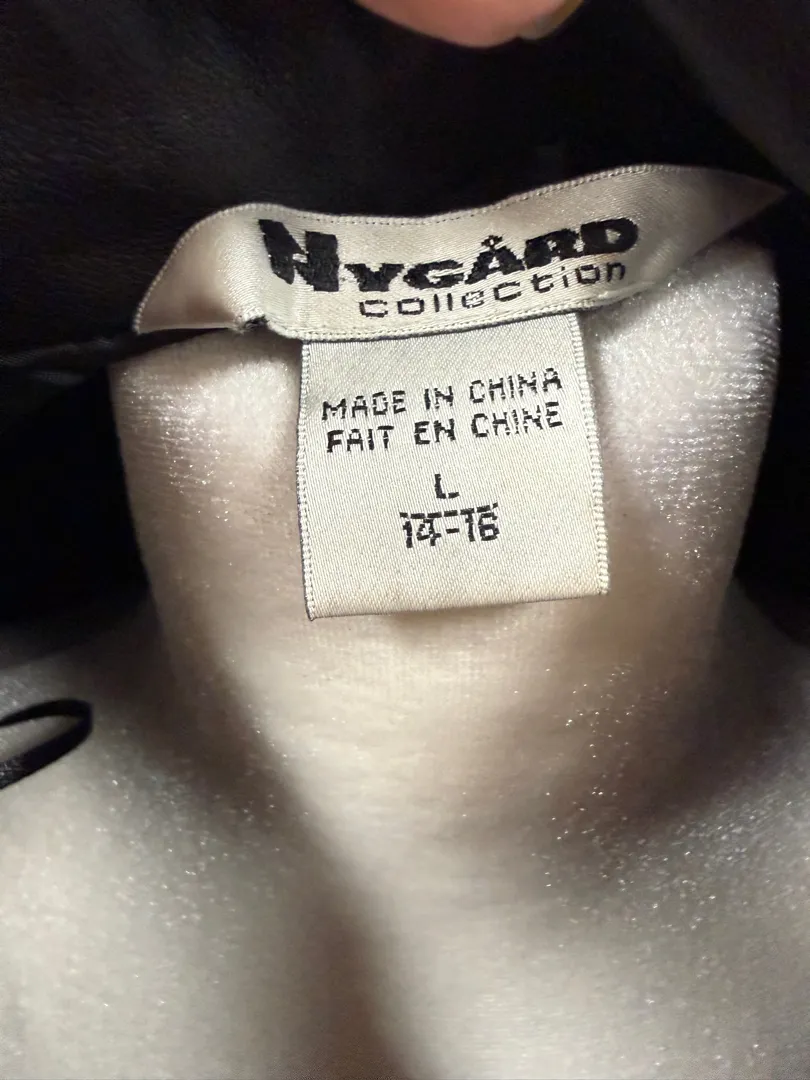 NYGÅRD
collection
MADE IN CHINA
FAIT EN CHINE
L
14-16